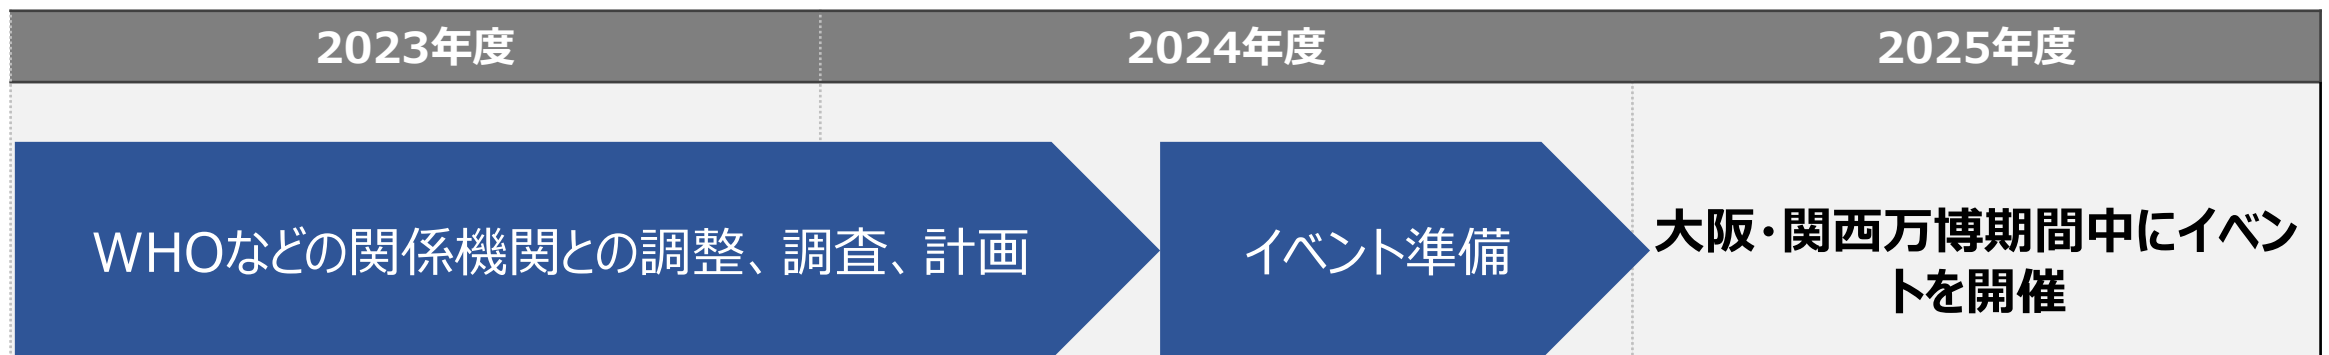 2023年度
2024年度
2025年度
WHOなどの関係機関との調整、調査、計画
イベント準備
大阪・関西万博期間中にイベン
トを開催